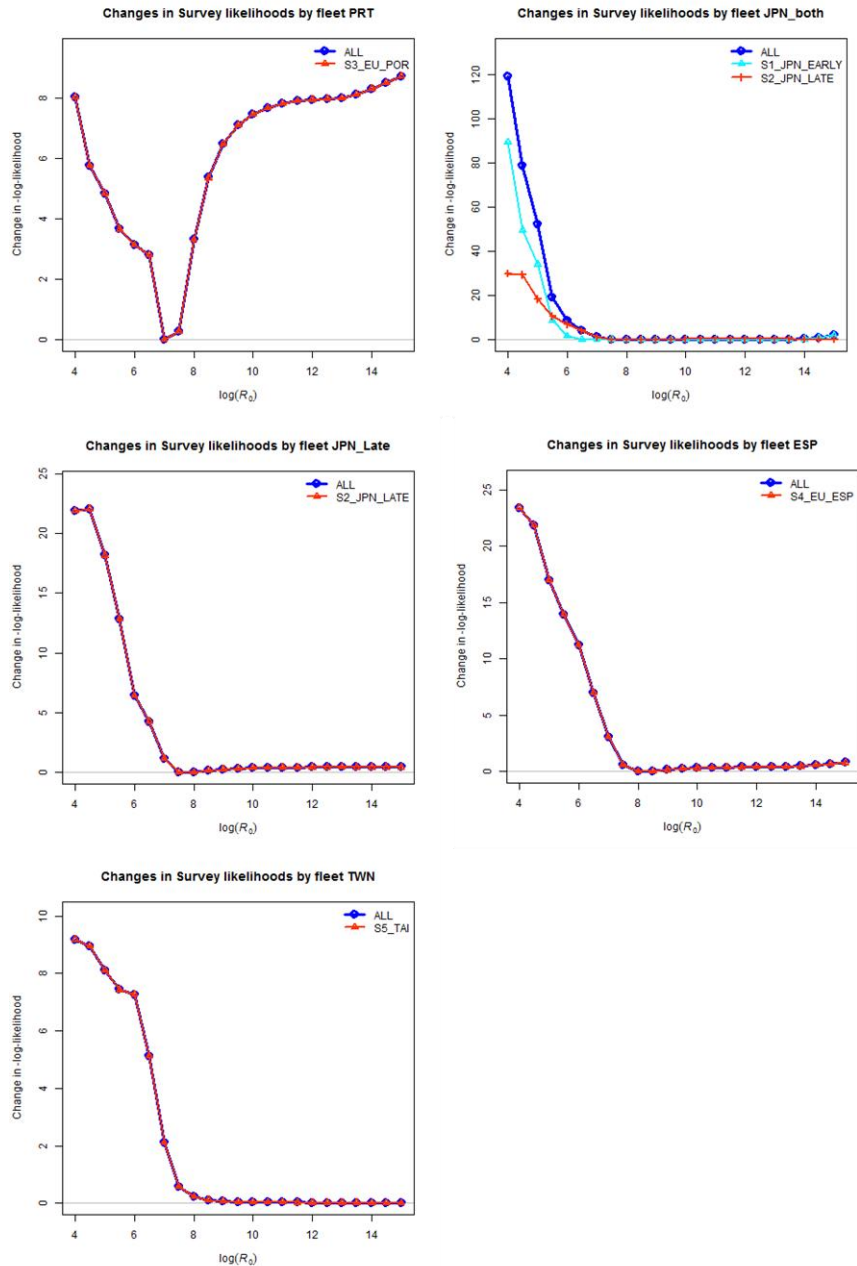 Changes in Survey likelihoods by fleet PRT
ALL
S3_EU_POR
Change in -log-likelihood
0
2
4
6
8
4
6
8
10
12
14
log(R0)
Changes in Survey likelihoods by fleet JPN_both
ALL
S1_JPN_EARLY
S2_JPN_LATE
Change in -log-likelihood
0
20
40
60
80
100
120
4
6
8
10
12
14
log(R0)
Changes in Survey likelihoods by fleet JPN_Late
ALL
S2_JPN_LATE
Change in -log-likelihood
0
5
10
15
20
25
4
6
8
10
12
14
log(R0)
Changes in Survey likelihoods by fleet ESP
ALL
S4_EU_ESP
Change in -log-likelihood
0
5
10
15
20
25
4
6
8
10
12
14
log(R0)
Changes in Survey likelihoods by fleet TWN
ALL
S5_TAI
Change in -log-likelihood
0
2
4
6
8
10
4
6
8
10
12
14
log(R0)